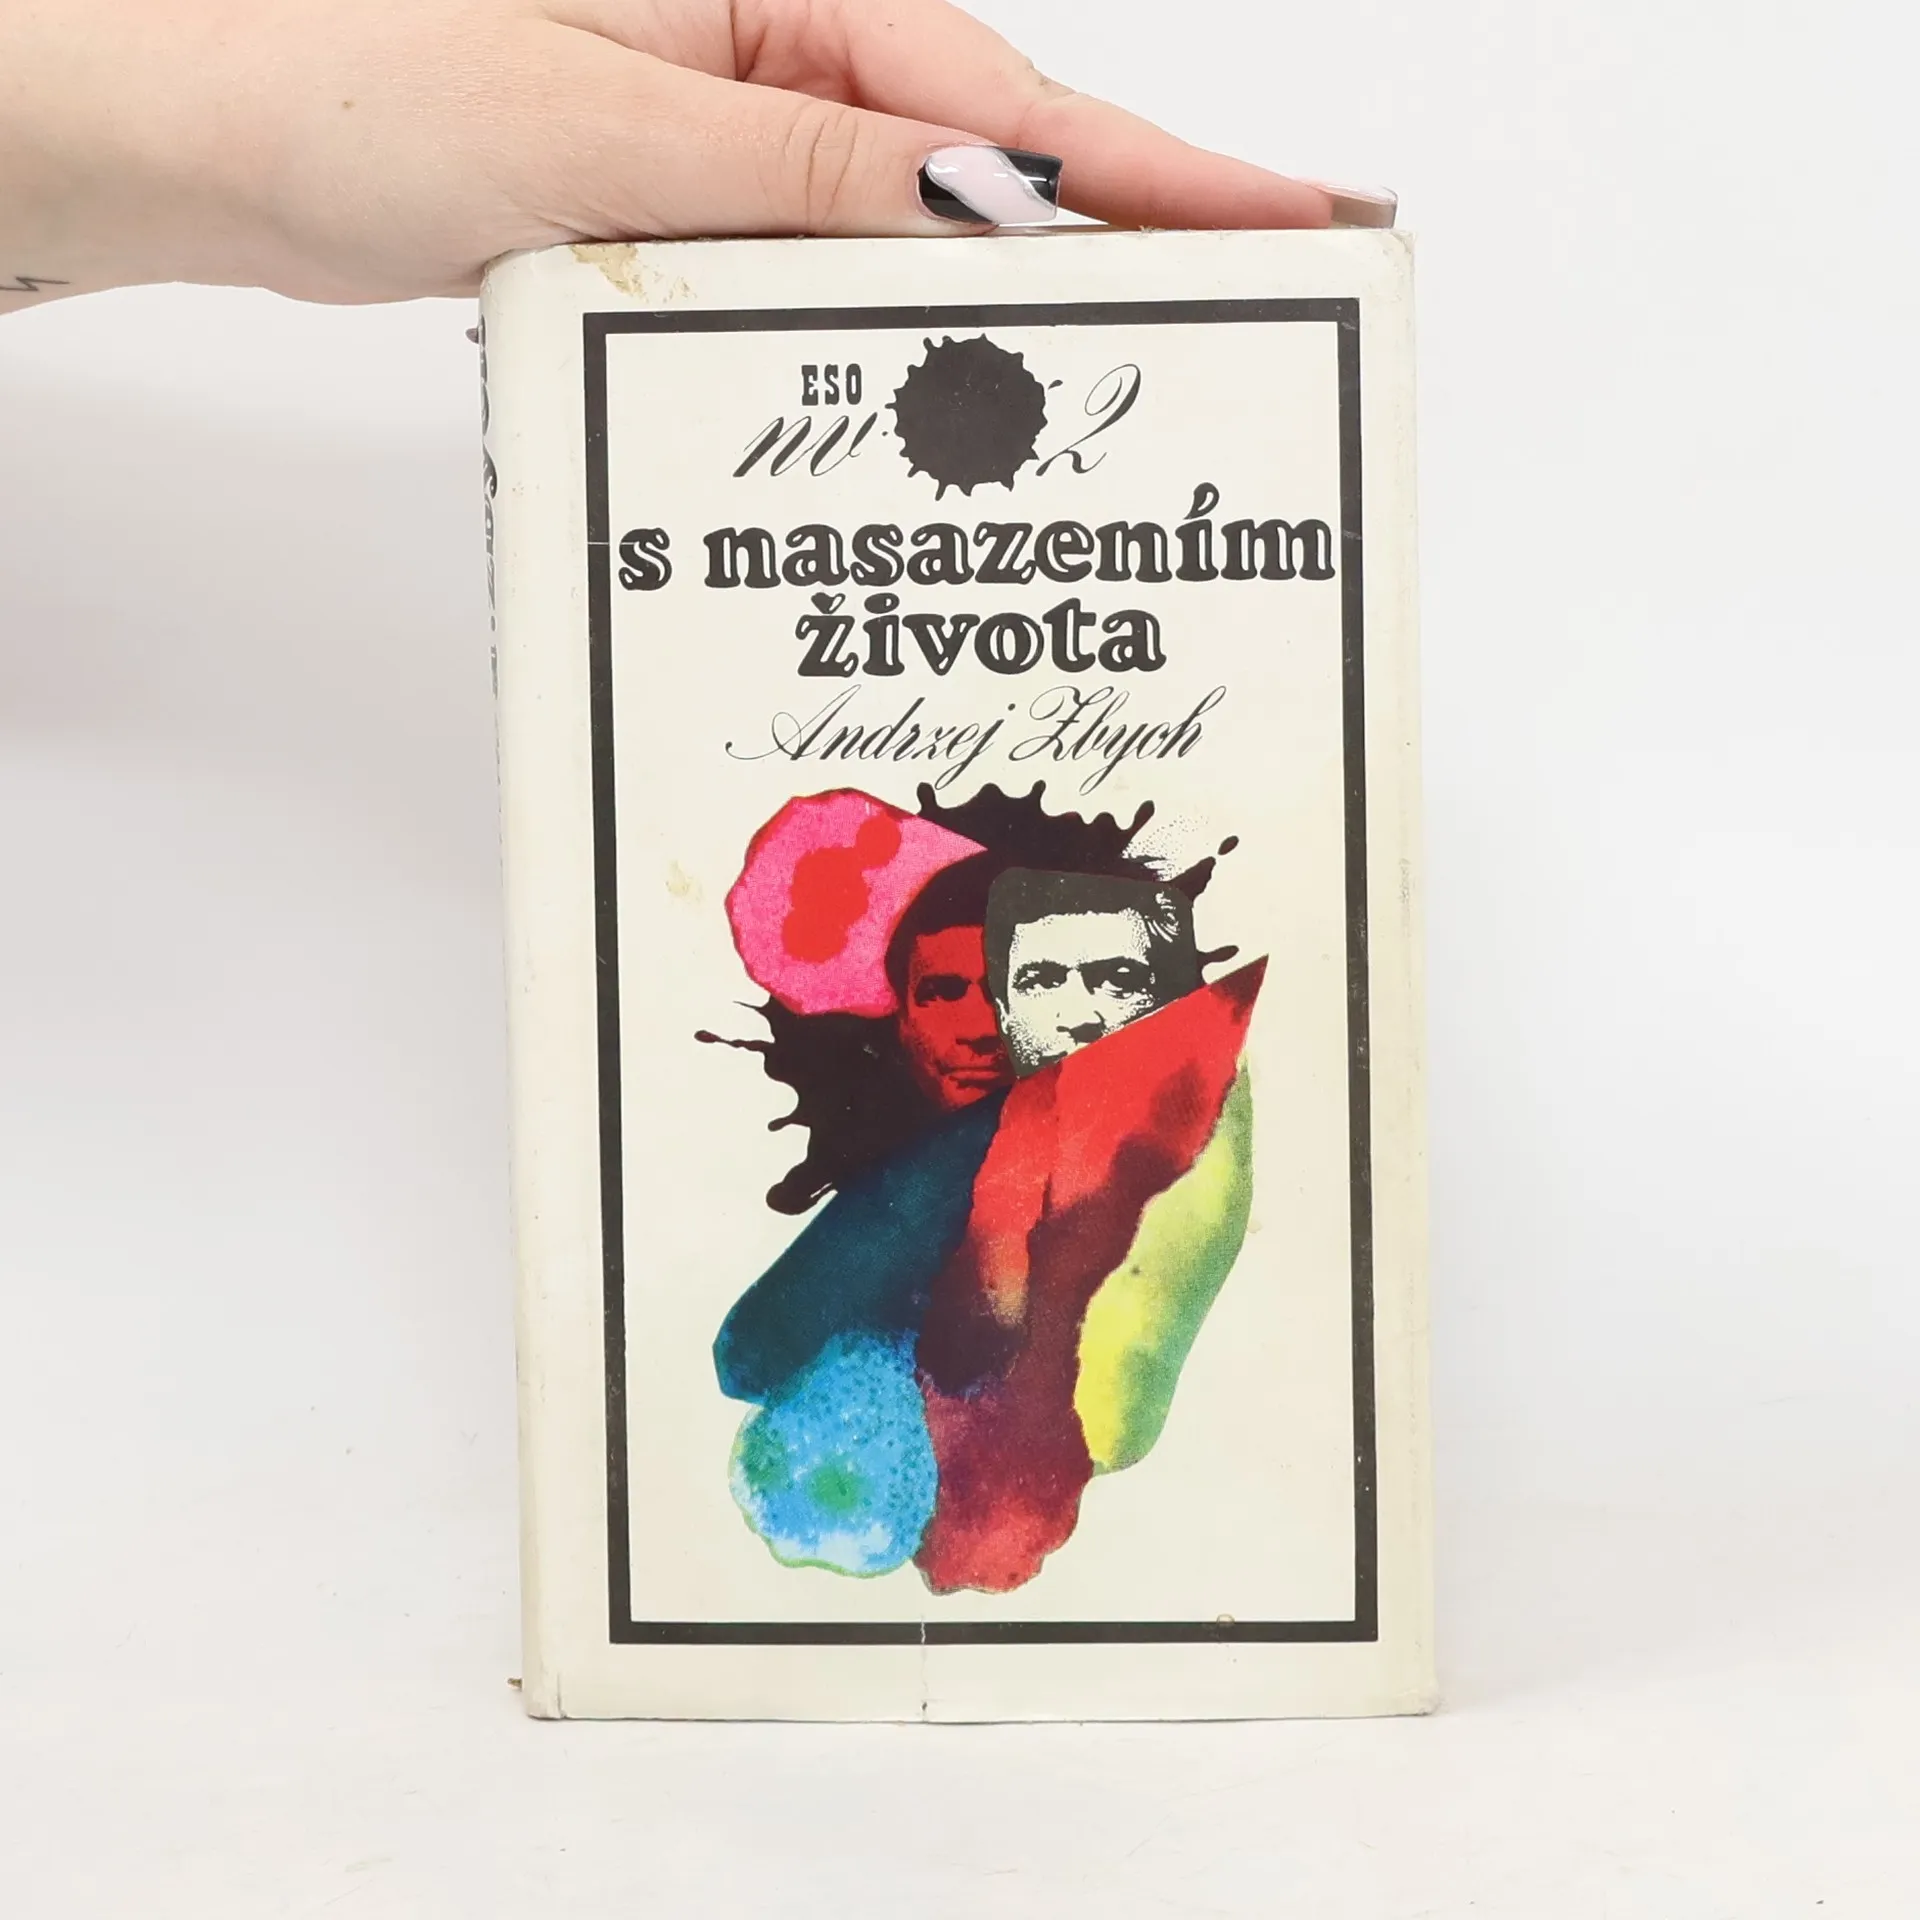 ESO
nv 2
s nasazením
života
Andrzej Zbych